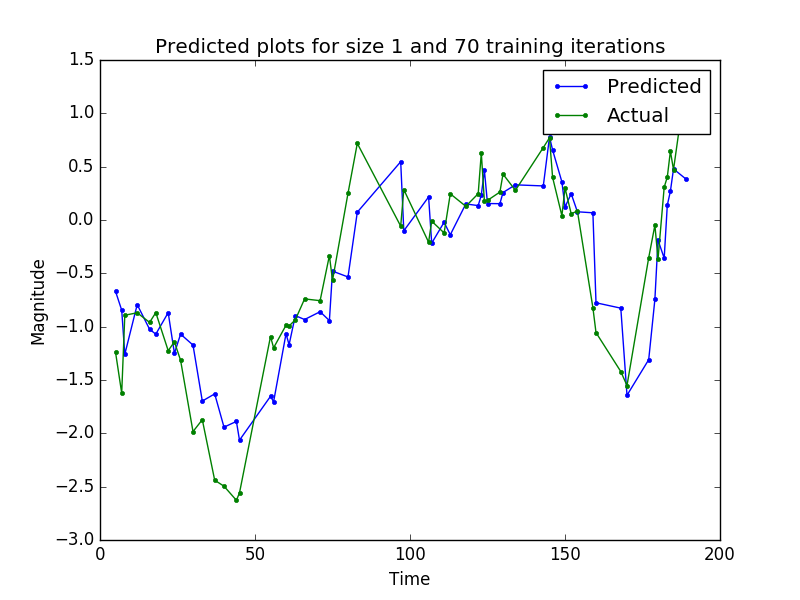 Predicted plots for size 1 and 70 training iterations
Predicted
Actual
1.5
1.0
0.5
0.0
−0.5
−1.0
−1.5
−2.0
−2.5
−3.0
Magnitude
0 50 100 150 200
Time